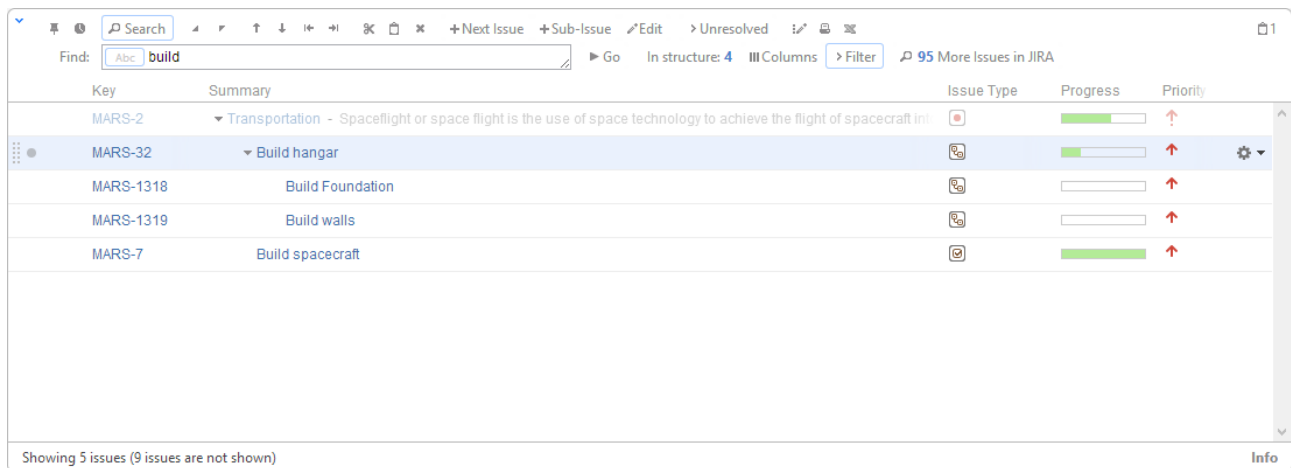 Search +Next Issue +Sub-Issue Edit >Unresolved 1
Find: Abc build Go In structure: 4 Columns >Filter 95 More Issues in JIRA
Key Summary Issue Type Progress Priority
MARS-2 Transportation - Spaceflight or space flight is the use of space technology to achieve the flight of spacecraft int
MARS-32 Build hangar
MARS-1318 Build Foundation
MARS-1319 Build walls
MARS-7 Build spacecraft
Showing 5 issues (9 issues are not shown) Info